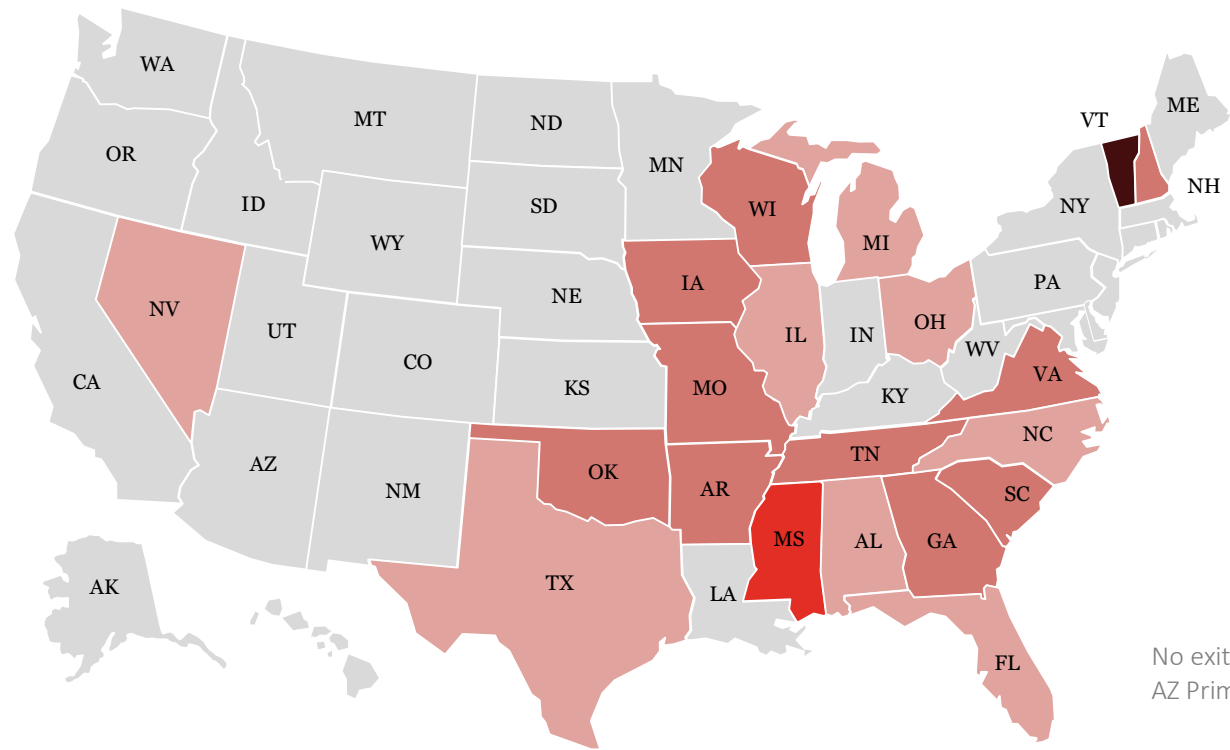 WA
MT
ND
MN
ME
VT
OR
ID
SD
WI
NH
NY
WY
MI
IA
PA
NE
NV
UT
IL
IN
OH
WV
CO
CA
KS
MO
VA
KY
NC
TN
AZ
OK
AR
NM
SC
MS
AL
GA
TX
AK
LA
FL
No exit
AZ Prim